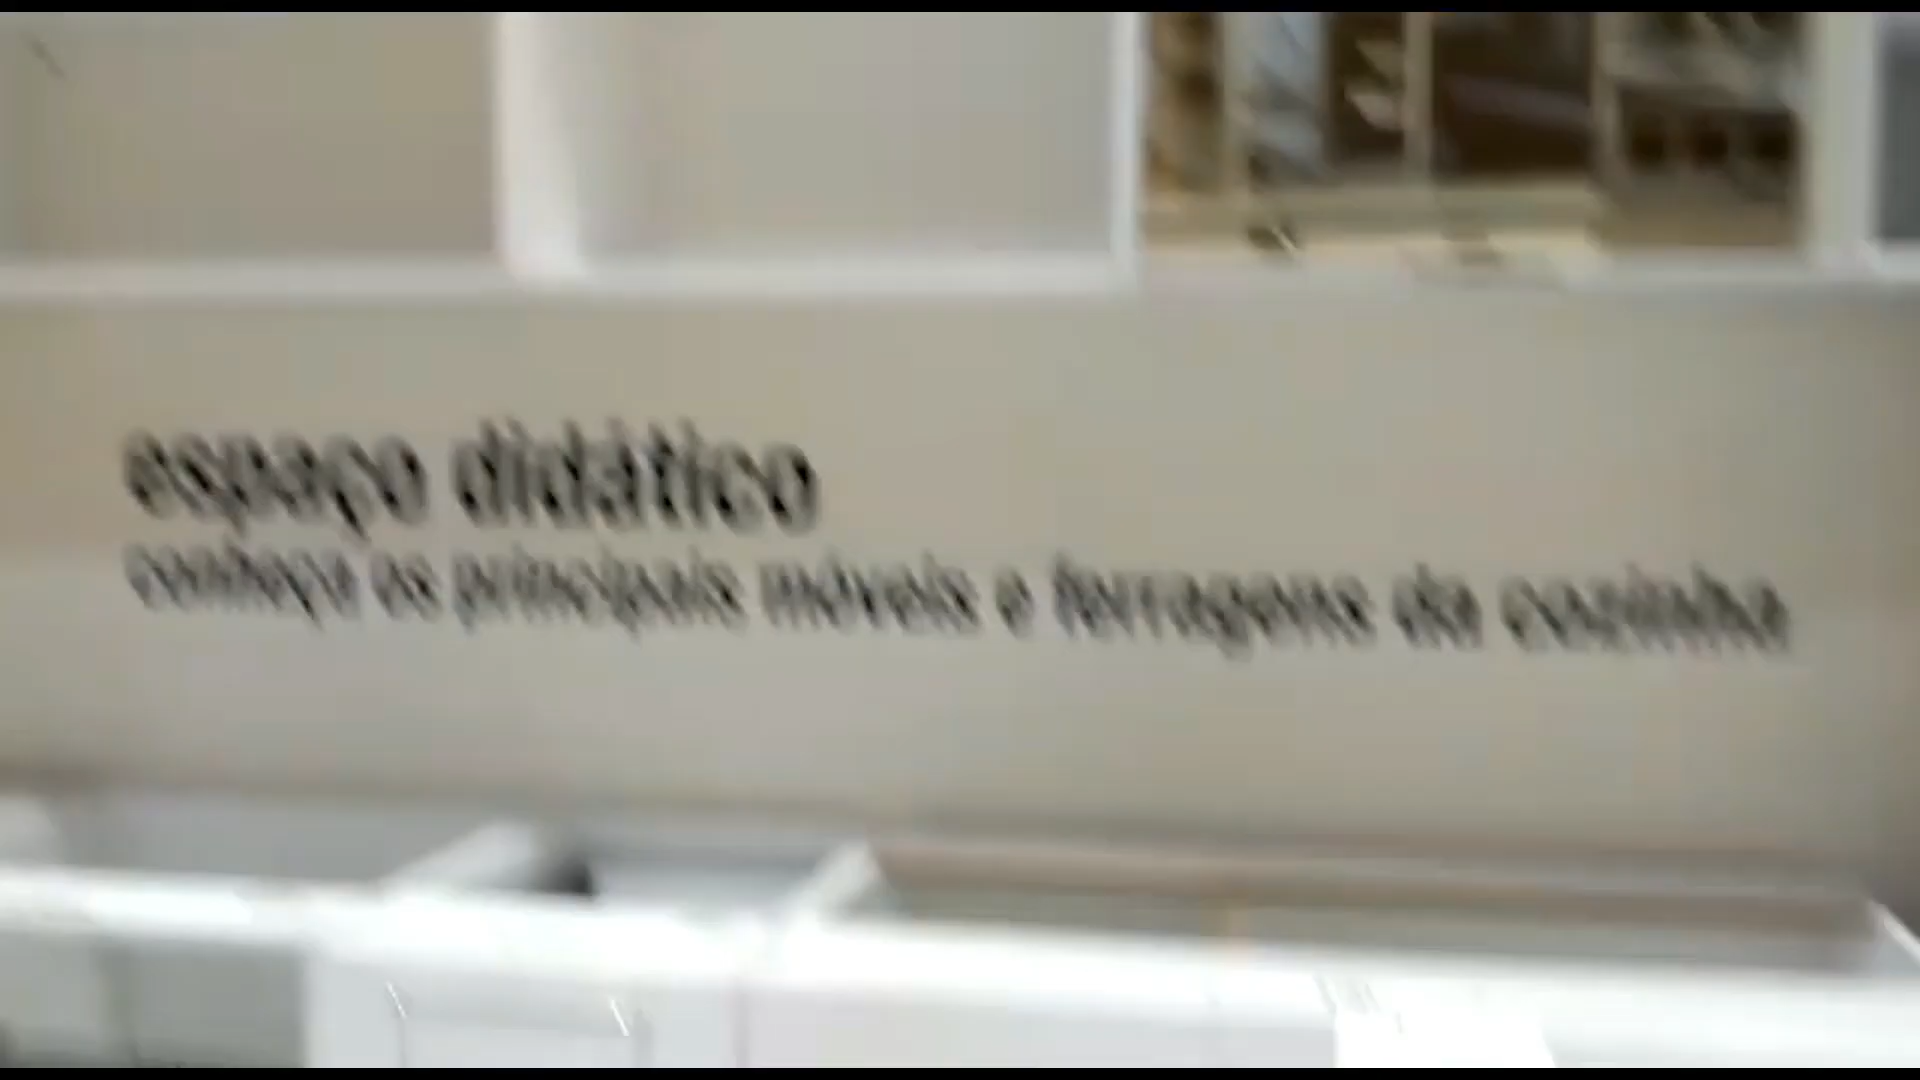 espaço didático
conheça os principais móveis e ferragens da cozinha